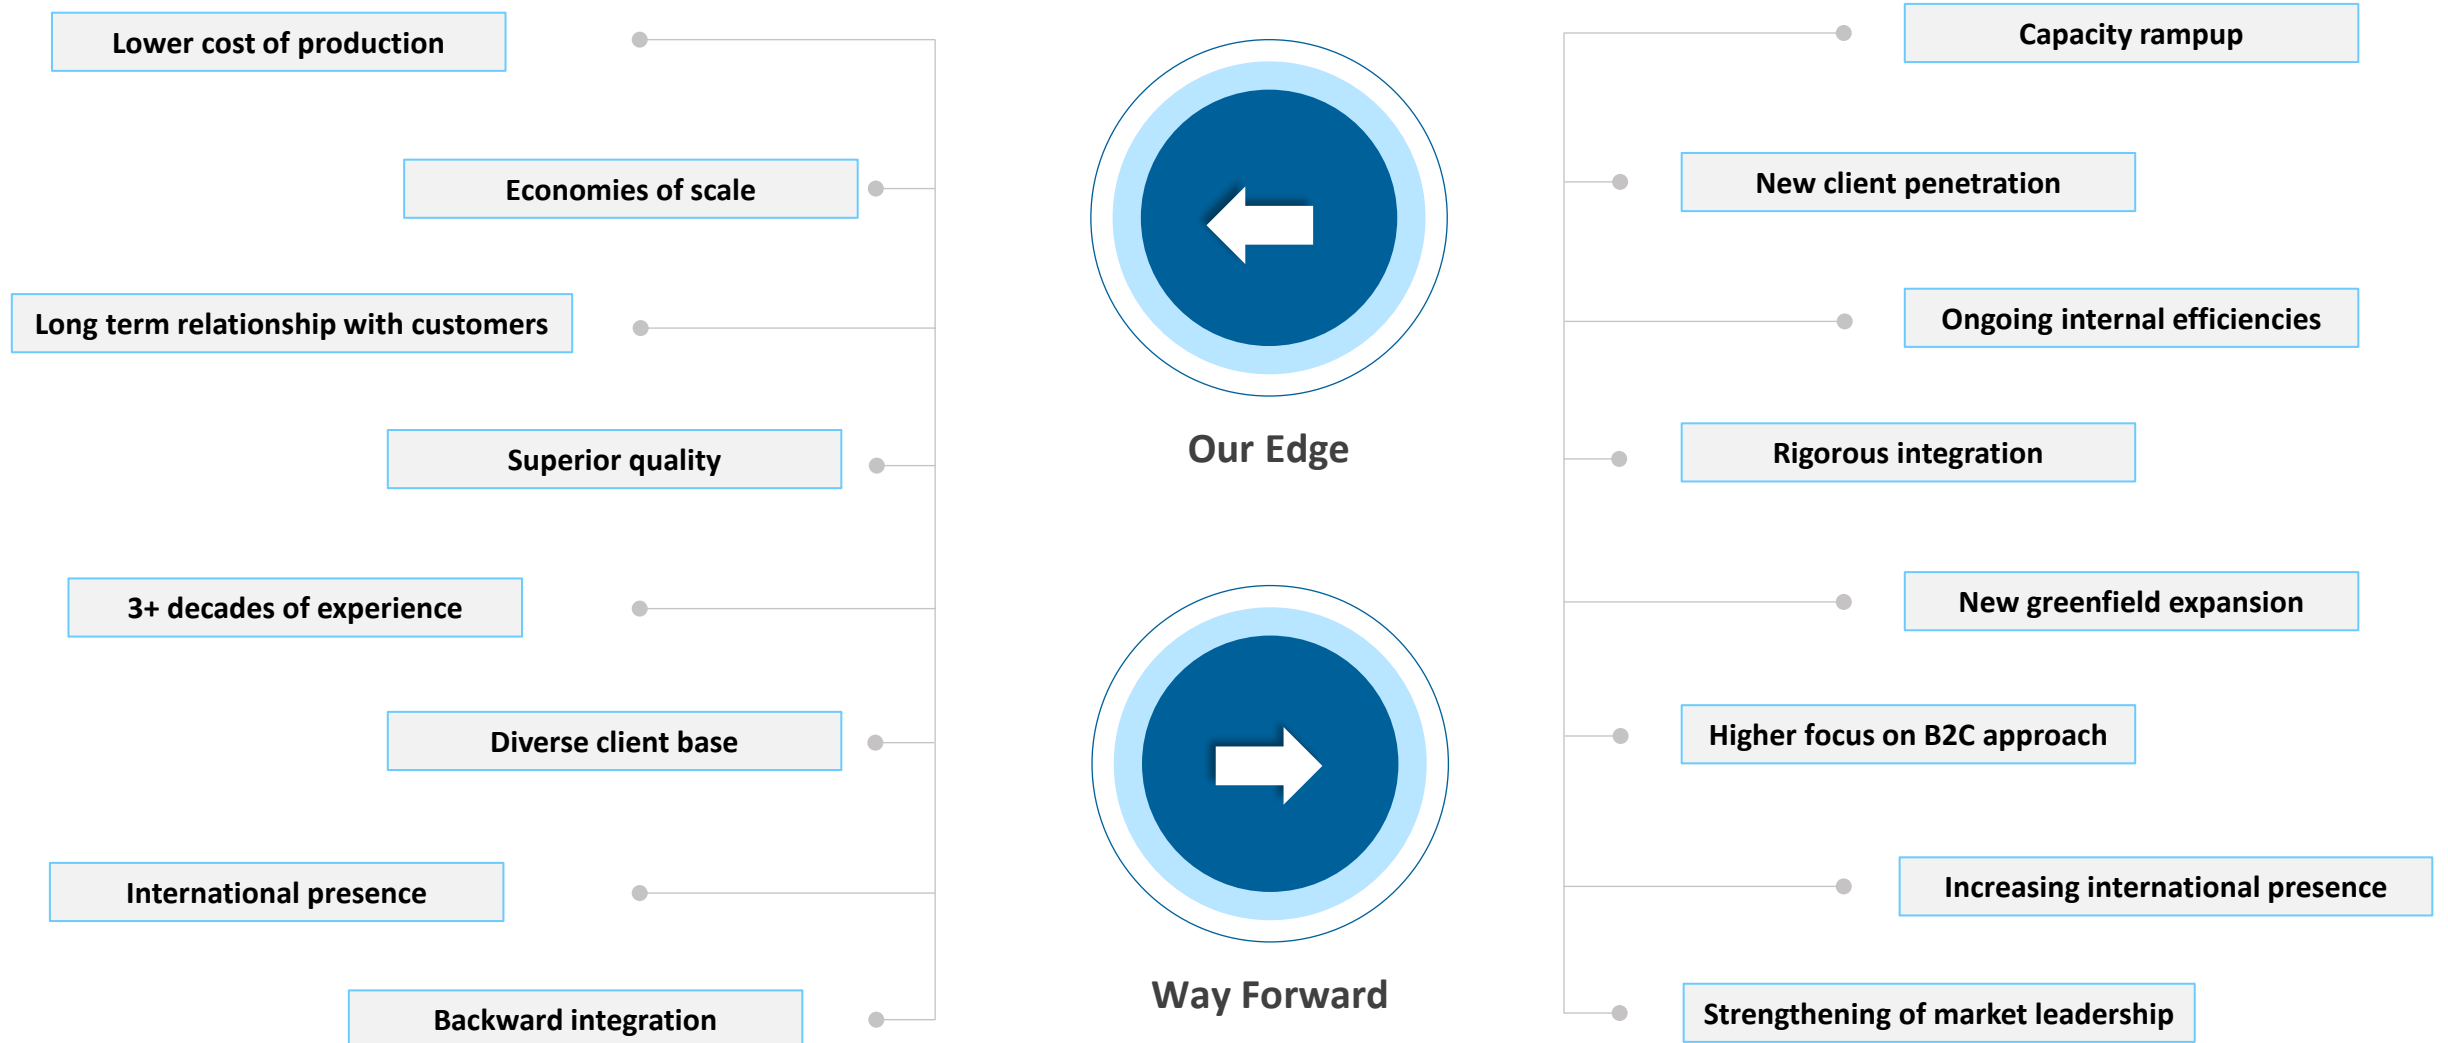 Lower cost of production
Economies of scale
Long term relationship with customers
Superior quality
3+ decades of experience
Diverse client base
International presence
Backward integration
Our Edge
Way Forward
Capacity rampup
New client penetration
Ongoing internal efficiencies
Rigorous integration
New greenfield expansion
Higher focus on B2C approach
Increasing international presence
Strengthening of market leadership